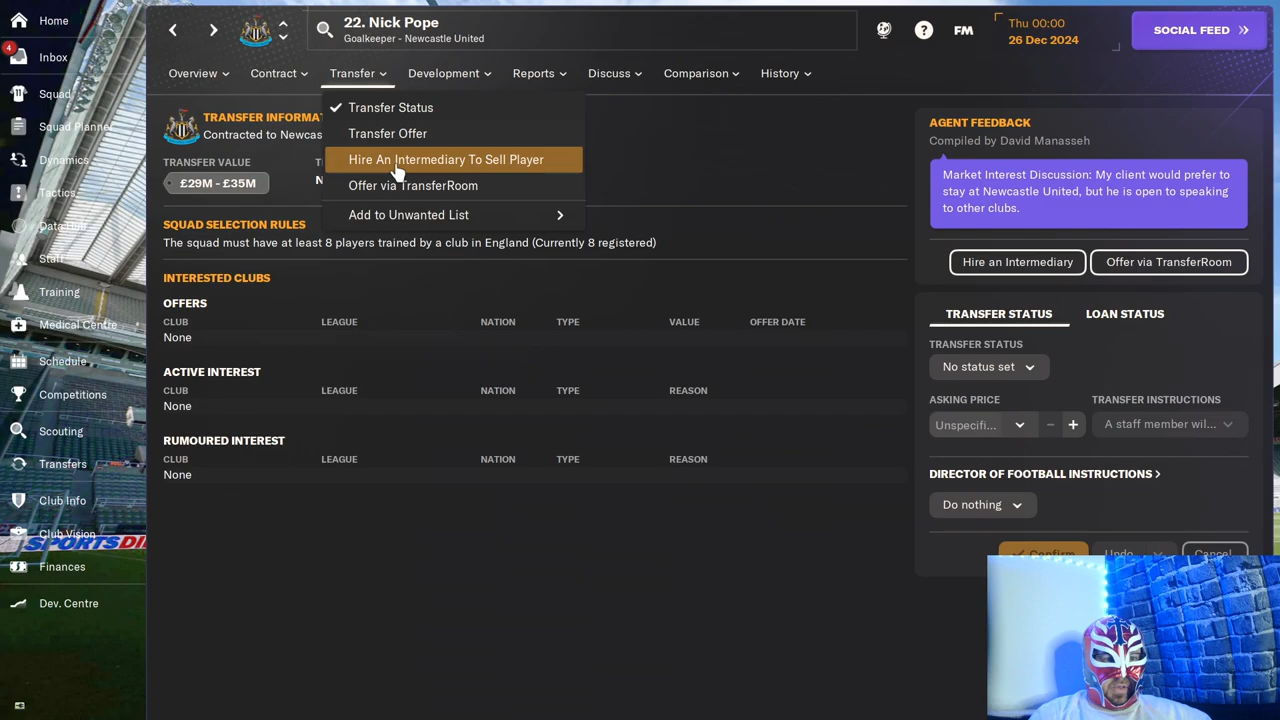 Home
22. Nick Pope
Goalkeeper - Newcastle United
FM
Thu 00:00
26 Dec 2024
SOCIAL FEED
4
Inbox
Squad
Squad Planner
Dynamics
Tactics
Data Hub
Staff
Training
Medical Centre
Schedule
Competitions
Scouting
Transfers
Club Info
Club Vision
Finances
Dev. Centre
Overview
Contract
Transfer
Development
Reports
Discuss
Comparison
History
Transfer Status
Transfer Offer
Hire An Intermediary To Sell Player
Offer via TransferRoom
Add to Unwanted List
TRANSFER INFORMA
Contracted to Newcas
TRANSFER VALUE
£29M - £35M
SQUAD SELECTION RULES
The squad must have at least 8 players trained by a club in England (Currently 8 registered)
INTERESTED CLUBS
OFFERS
CLUB LEAGUE NATION TYPE VALUE OFFER DATE
None
ACTIVE INTEREST
CLUB LEAGUE NATION TYPE REASON
None
RUMOURED INTEREST
CLUB LEAGUE NATION TYPE REASON
None
AGENT FEEDBACK
Compiled by David Manasseh
Market Interest Discussion: My client would prefer to
stay at Newcastle United, but he is open to speaking
to other clubs.
Hire an Intermediary
Offer via TransferRoom
TRANSFER STATUS
LOAN STATUS
TRANSFER STATUS
No status set
ASKING PRICE
TRANSFER INSTRUCTIONS
Unspecifi...
A staff member wil...
DIRECTOR OF FOOTBALL INSTRUCTIONS >
Do nothing
Confirm
Undo
Cancel
SPORTS DI